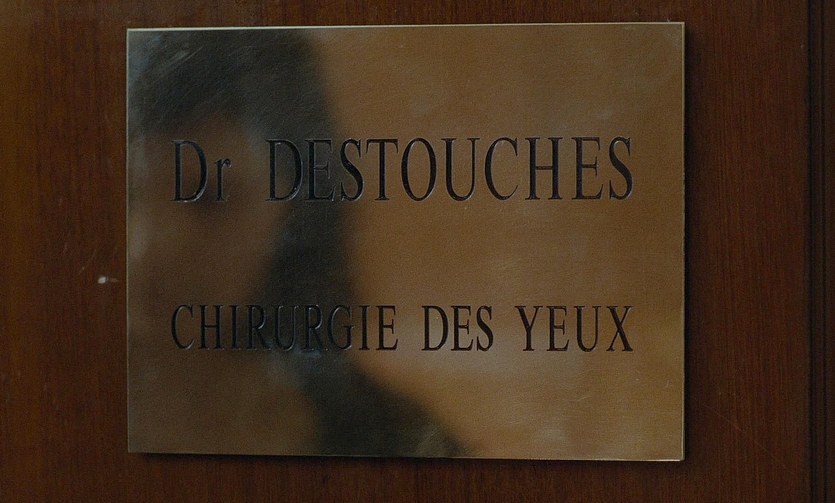 Dr DESTOUCHES
CHIRURGIE DES YEUX